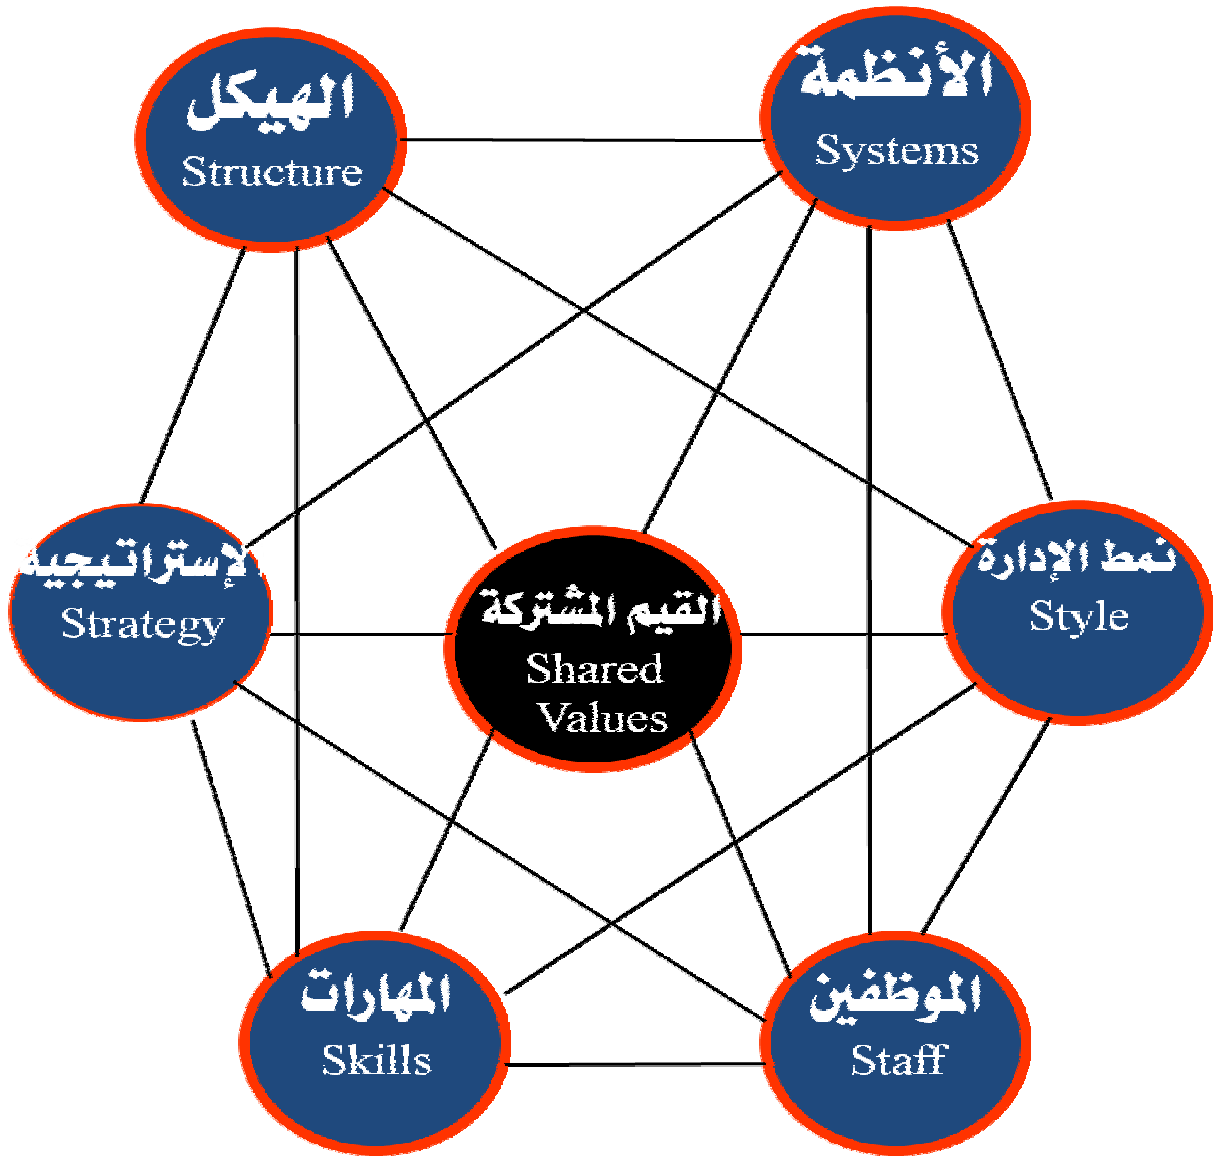 الهيكل
Structure
الأنظمة
Systems
الإستراتيجية
Strategy
القيم المشتركة
Shared
Values
نمط الإدارة
Style
المهارات
Skills
الموظفين
Staff